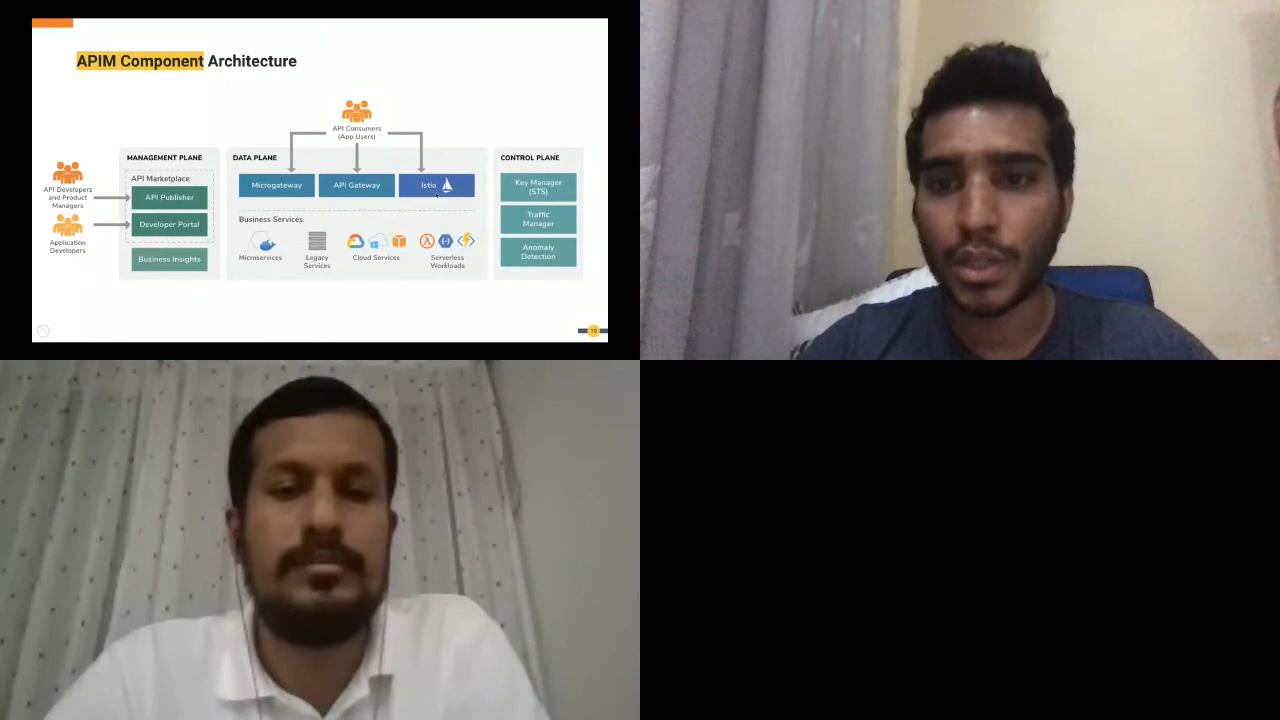 APIM Component Architecture
API Consumers
(App Users)
MANAGEMENT PLANE
DATA PLANE
CONTROL PLANE
API Marketplace
API Publisher
Developer Portal
Business Insights
API Developers
and Product
Managers
Application
Developers
Microgateway
API Gateway
Istio
Business Services
Microservices
Legacy
Services
Cloud Services
Serverless
Workloads
Key Manager
(STS)
Traffic
Manager
Anomaly
Detection
19